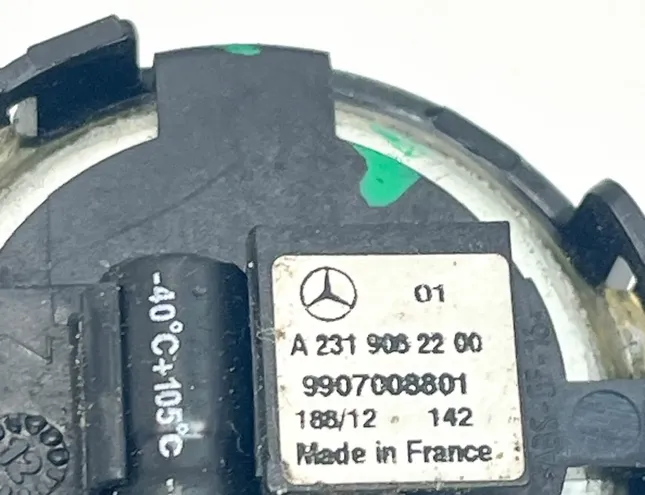 01
A 231 906 22 00
9907008801
188/12 142
Made in France
-40°C+105°C -